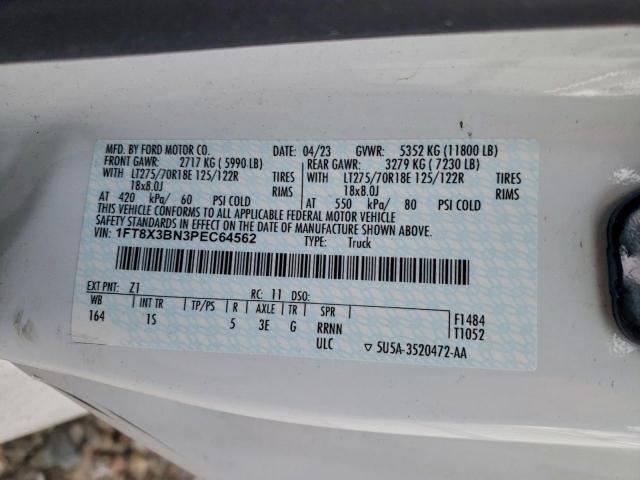 MFD. BY FORD MOTOR CO. DATE: 04/23 GVWR: 5352 KG (11800 LB)
FRONT GAWR: 2717 KG ( 5990 LB) REAR GAWR: 3279 KG ( 7230 LB)
WITH LT275/70R18E 125/122R TIRES WITH LT275/70R18E 125/122R TIRES
18x8.0J RIMS 18x8.0J RIMS
AT 420 kPa/ 60 PSI COLD AT 550 kPa/ 80 PSI COLD
THIS VEHICLE CONFORMS TO ALL APPLICABLE FEDERAL MOTOR VEHICLE
SAFETY STANDARDS IN EFFECT ON THE DATE OF MANUFACTURE SHOWN ABOVE.
VIN: 1FT8X3BN3PEC64562 TYPE: Truck
EXT PNT: Z1 RC: 11 DSO:
WB INT TR TP/PS R AXLE TR SPR F1484
164 1S 5 3E G RRNN T1052
ULC ▽ 5U5A-3520472-AA